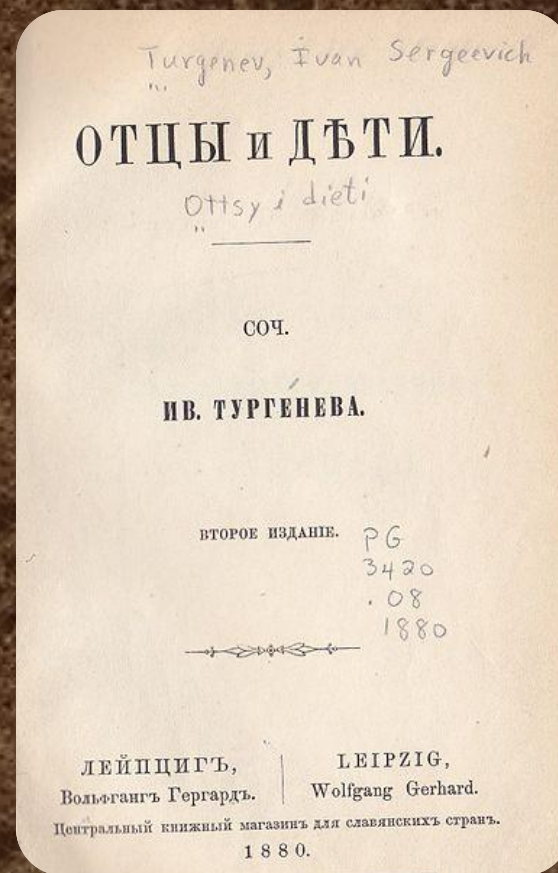 Turgenev, Ivan Sergeevich
ОТЦЫ и ДѢТИ.
Ottsy i dieti
СОЧ.
ИВ. ТУРГЕНЕВА.
ВТОРОЕ ИЗДАНІЕ.
PG
3420
.O8
1880
ЛЕЙПЦИГЪ,
Вольфгангъ Гергардъ.
LEIPZIG,
Wolfgang Gerhard.
Центральный книжный магазинъ для славянскихъ странъ.
1880.